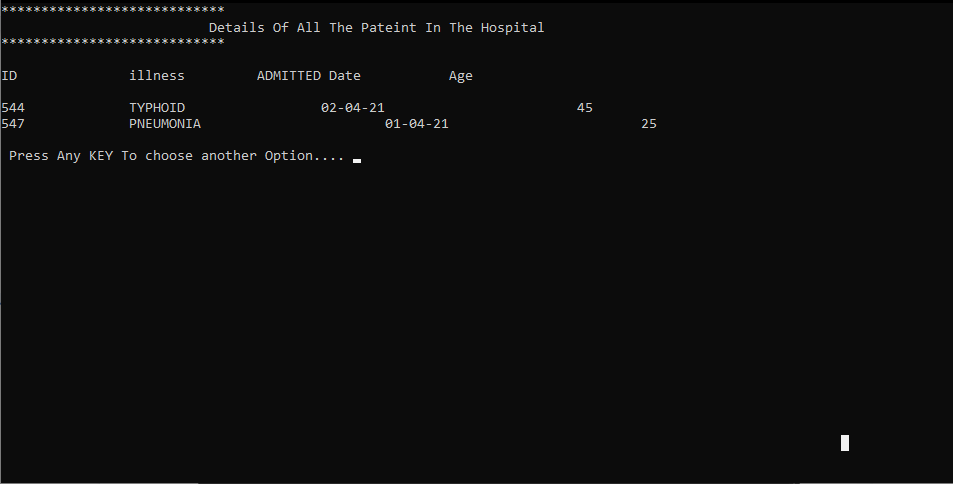 ****************************
Details Of All The Pateint In The Hospital
****************************
ID illness ADMITTED Date Age
544 TYPHOID 02-04-21 45
547 PNEUMONIA 01-04-21 25
Press Any KEY To choose another Option....